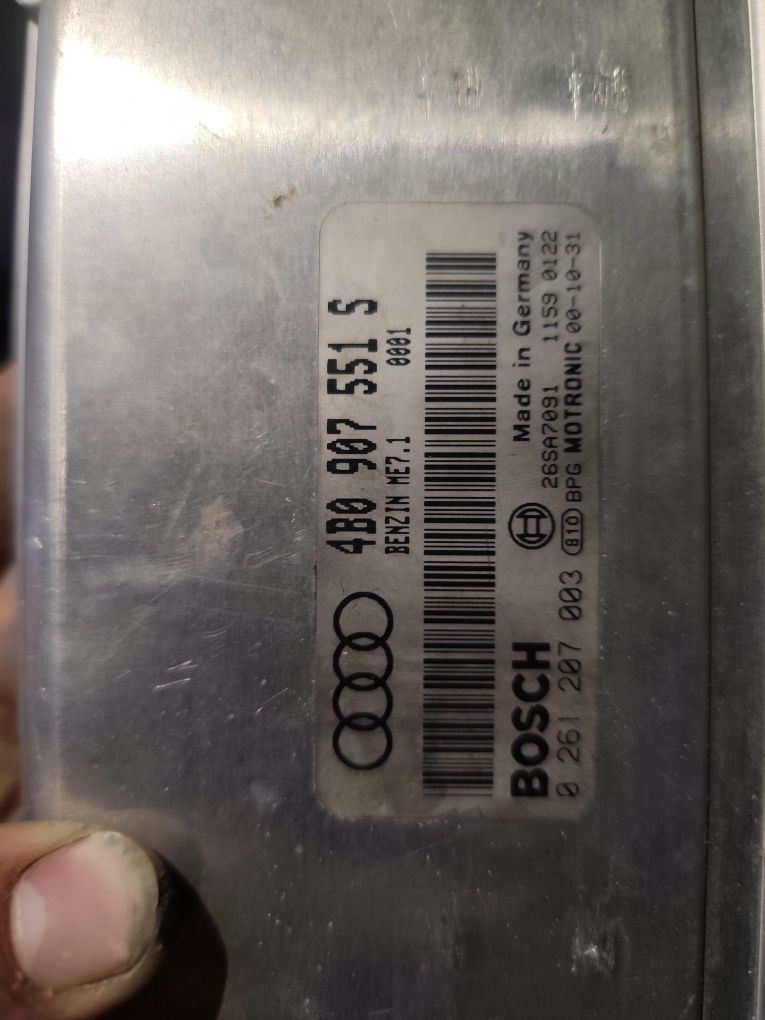 4B0 907 551 S
BENZIN ME7.1 0001
BOSCH
Made in Germany
26SA7091 1159 0122
0 261 207 003 810 BPG MOTRONIC 00-10-31